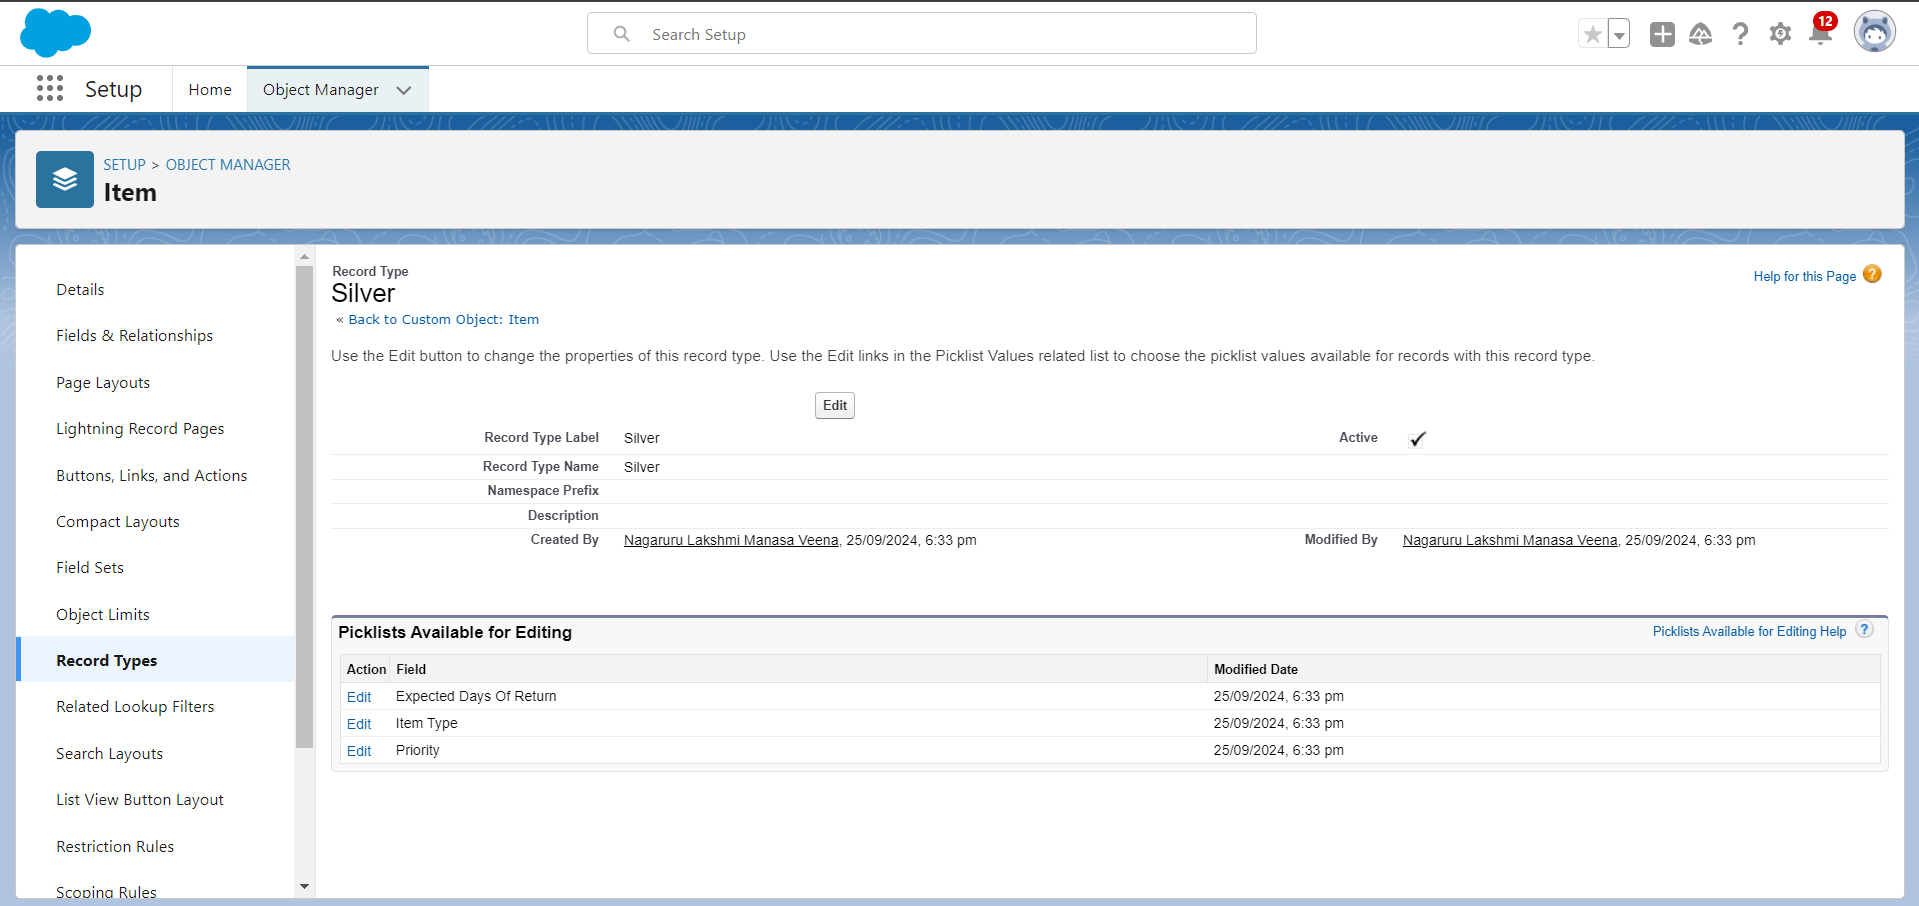 Search Setup
12
Setup
Home
Object Manager
SETUP > OBJECT MANAGER
Item
Details
Fields & Relationships
Page Layouts
Lightning Record Pages
Buttons, Links, and Actions
Compact Layouts
Field Sets
Object Limits
Record Types
Related Lookup Filters
Search Layouts
List View Button Layout
Restriction Rules
Scoping Rules
Record Type
Silver
« Back to Custom Object: Item
Help for this Page ?
Use the Edit button to change the properties of this record type. Use the Edit links in the Picklist Values related list to choose the picklist values available for records with this record type.
Edit
Record Type Label Silver Active
Record Type Name Silver
Namespace Prefix
Description
Created By Nagaruru Lakshmi Manasa Veena, 25/09/2024, 6:33 pm Modified By Nagaruru Lakshmi Manasa Veena, 25/09/2024, 6:33 pm
Picklists Available for Editing
Picklists Available for Editing Help ?
Action Field Modified Date
Edit Expected Days Of Return 25/09/2024, 6:33 pm
Edit Item Type 25/09/2024, 6:33 pm
Edit Priority 25/09/2024, 6:33 pm